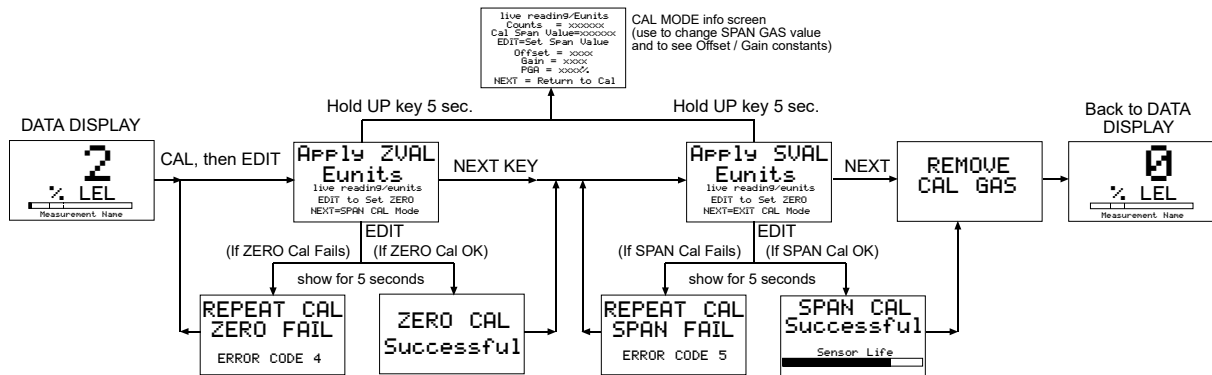 live reading/Eunits
Counts = xxxxxx
Cal Span Value=xxxxxx
EDIT=Set Span Value
Offset = xxxx
Gain = xxxx
PGA = xxx%
NEXT = Return to Cal
CAL MODE info screen
(use to change SPAN GAS value
and to see Offset / Gain constants)
Hold UP key 5 sec.
Hold UP key 5 sec.
DATA DISPLAY
2
% LEL
Measurement Name
CAL, then EDIT
Apply ZVAL
Eunits
live reading/eunits
EDIT to Set ZERO
NEXT=SPAN CAL Mode
NEXT KEY
Apply SVAL
Eunits
live reading/eunits
EDIT to Set ZERO
NEXT=EXIT CAL Mode
NEXT
REMOVE
CAL GAS
Back to DATA
DISPLAY
0
% LEL
Measurement Name
EDIT
(If ZERO Cal Fails)
(If ZERO Cal OK)
show for 5 seconds
REPEAT CAL
ZERO FAIL
ERROR CODE 4
ZERO CAL
Successful
EDIT
(If SPAN Cal Fails)
(If SPAN Cal OK)
show for 5 seconds
REPEAT CAL
SPAN FAIL
ERROR CODE 5
SPAN CAL
Successful
Sensor Life